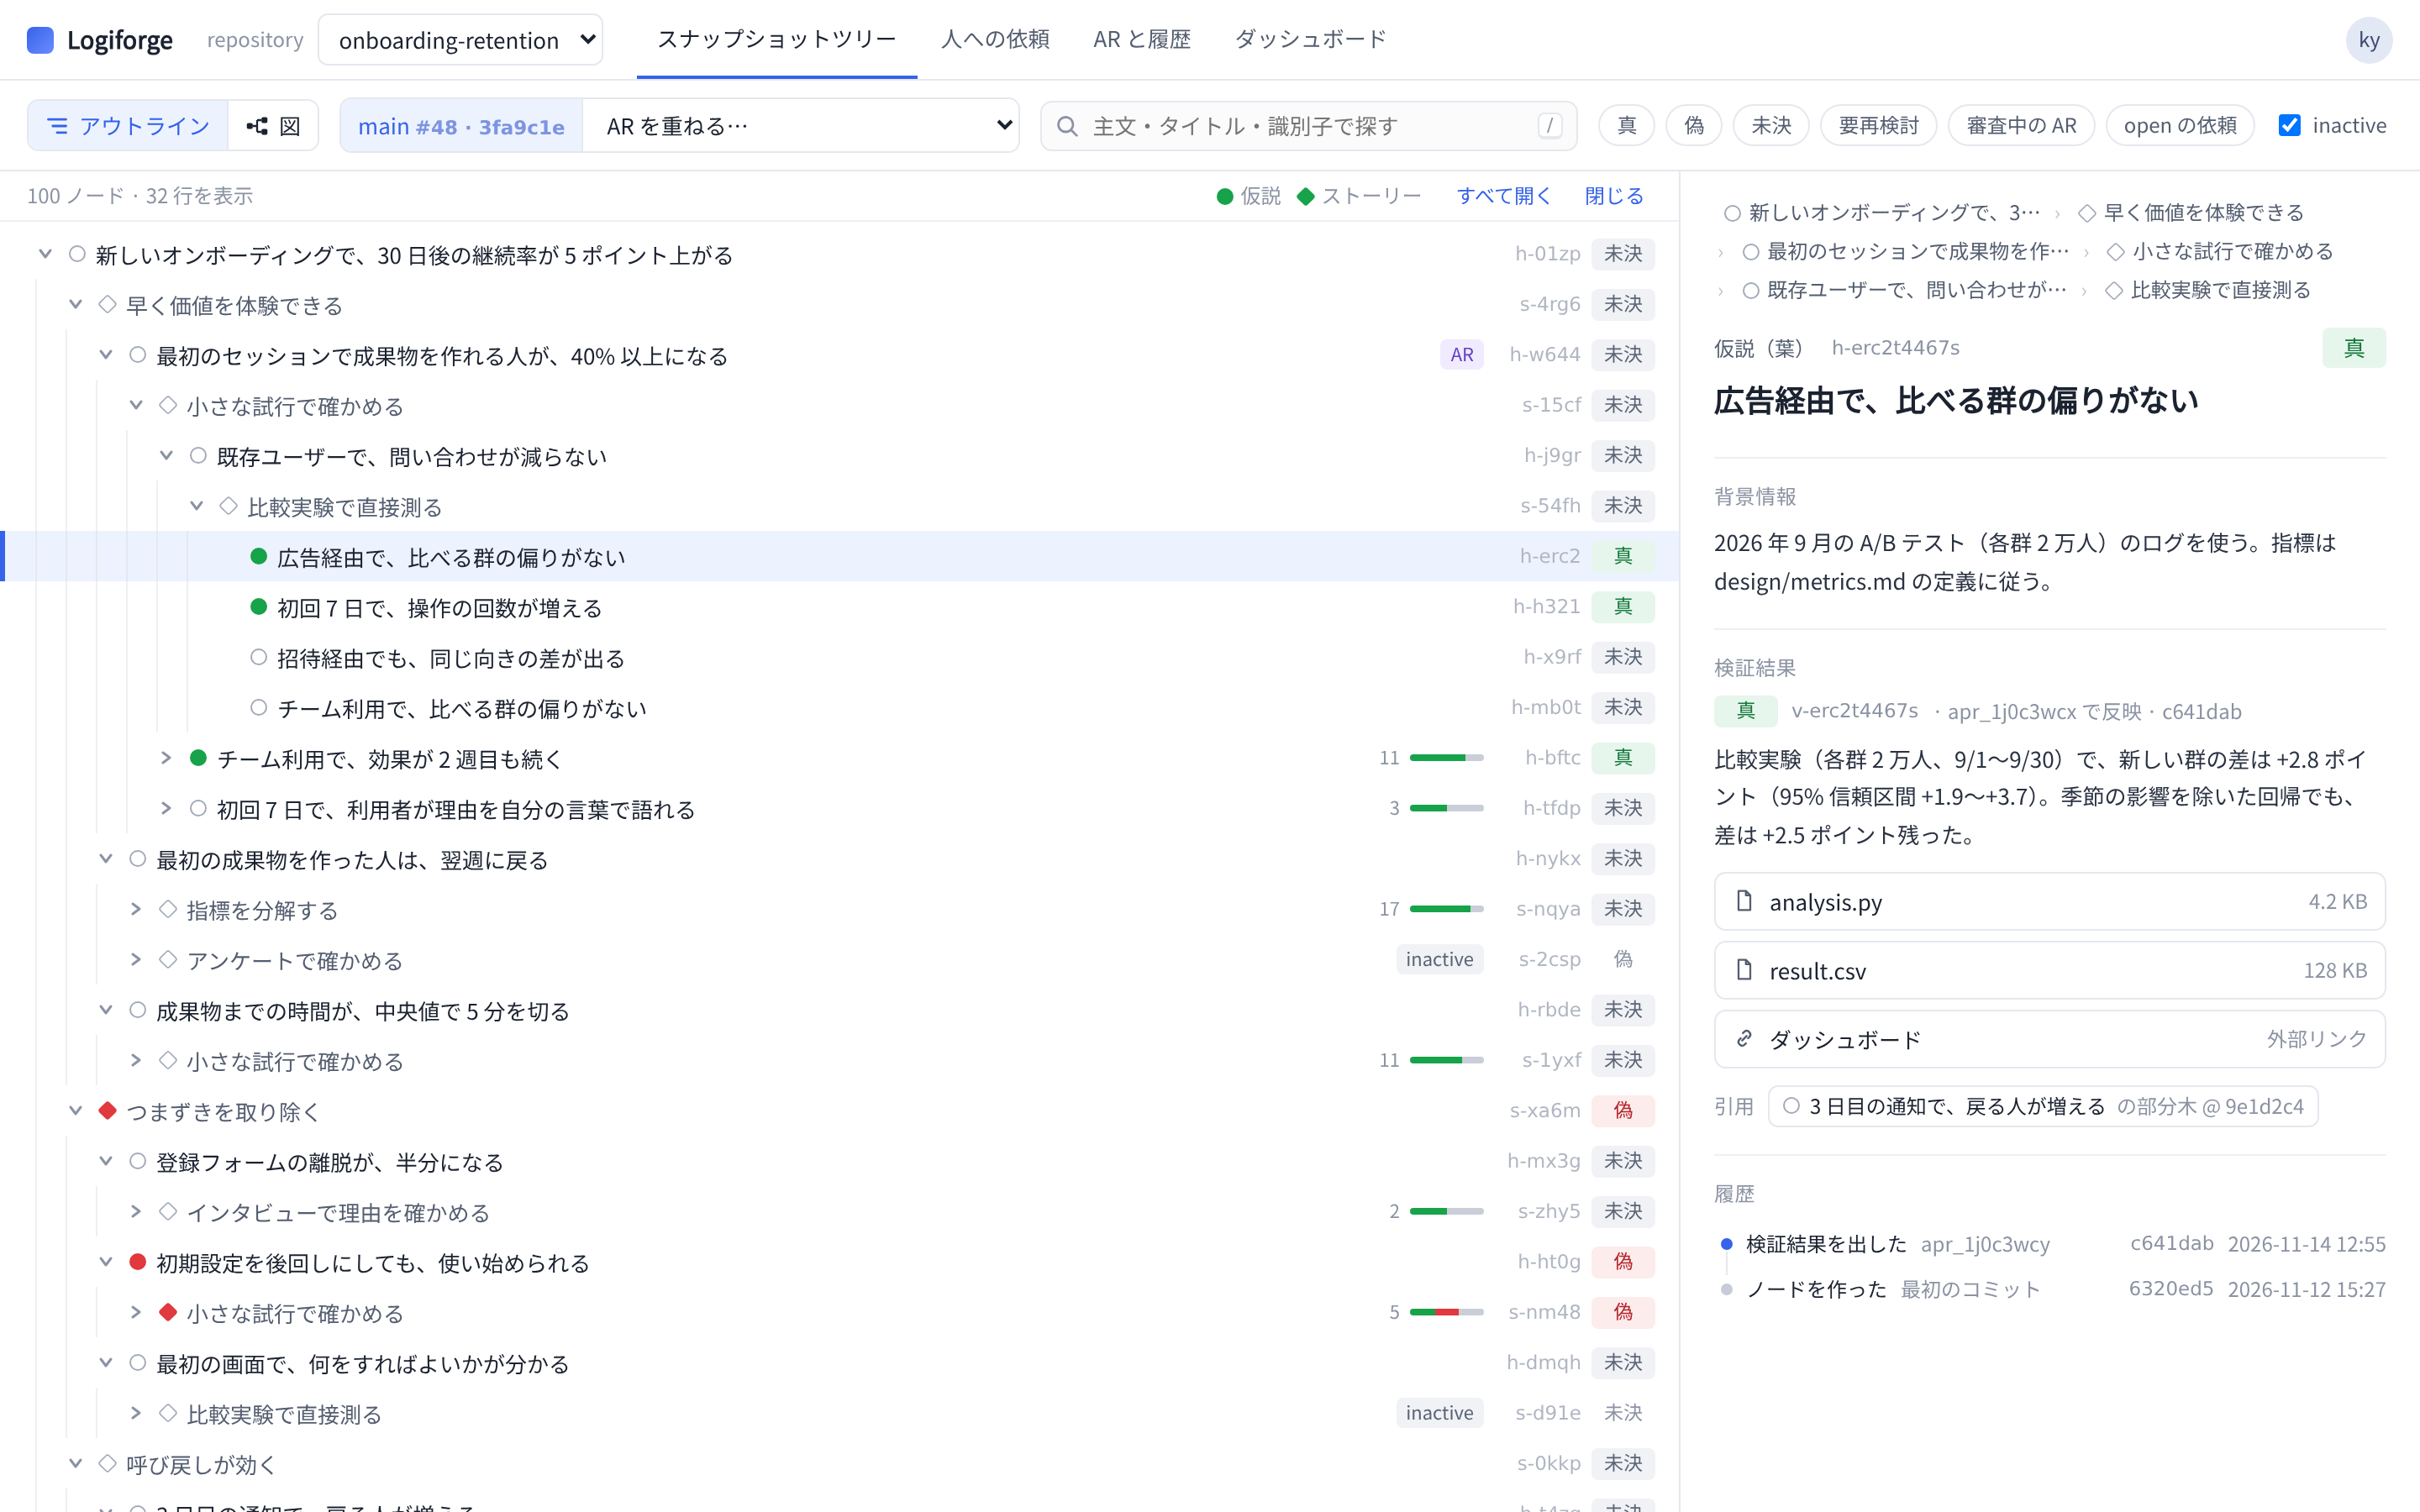 Logiforge repository onboarding-retention スナップショットツリー 人への依頼 AR と履歴 ダッシュボード ky
アウトライン 図 main #48 · 3fa9c1e AR を重ねる… 主文・タイトル・識別子で探す / 真 偽 未決 要再検討 審査中の AR open の依頼 inactive
100 ノード · 32 行を表示 仮説 ストーリー すべて開く 閉じる
新しいオンボーディングで、30 日後の継続率が 5 ポイント上がる h-01zp 未決
早く価値を体験できる s-4rg6 未決
最初のセッションで成果物を作れる人が、40% 以上になる AR h-w644 未決
小さな試行で確かめる s-15cf 未決
既存ユーザーで、問い合わせが減らない h-j9gr 未決
比較実験で直接測る s-54fh 未決
広告経由で、比べる群の偏りがない h-erc2 真
初回 7 日で、操作の回数が増える h-h321 真
招待経由でも、同じ向きの差が出る h-x9rf 未決
チーム利用で、比べる群の偏りがない h-mb0t 未決
チーム利用で、効果が 2 週目も続く 11 h-bftc 真
初回 7 日で、利用者が理由を自分の言葉で語れる 3 h-tfdp 未決
最初の成果物を作った人は、翌週に戻る h-nykx 未決
指標を分解する 17 s-nqya 未決
アンケートで確かめる inactive s-2csp 偽
成果物までの時間が、中央値で 5 分を切る h-rbde 未決
小さな試行で確かめる 11 s-1yxf 未決
つまずきを取り除く s-xa6m 偽
登録フォームの離脱が、半分になる h-mx3g 未決
インタビューで理由を確かめる 2 s-zhy5 未決
初期設定を後回しにしても、使い始められる h-ht0g 偽
小さな試行で確かめる 5 s-nm48 偽
最初の画面で、何をすればよいかが分かる h-dmqh 未決
比較実験で直接測る inactive s-d91e 未決
呼び戻しが効く s-0kkp 未決
新しいオンボーディングで、3… › 早く価値を体験できる
› 最初のセッションで成果物を作… › 小さな試行で確かめる
› 既存ユーザーで、問い合わせが… › 比較実験で直接測る
仮説（葉） h-erc2t4467s 真
広告経由で、比べる群の偏りがない
背景情報
2026 年 9 月の A/B テスト（各群 2 万人）のログを使う。指標は
design/metrics.md の定義に従う。
検証結果
真 v-erc2t4467s · apr_1j0c3wcx で反映 · c641dab
比較実験（各群 2 万人、9/1〜9/30）で、新しい群の差は +2.8 ポイ
ント（95% 信頼区間 +1.9〜+3.7）。季節の影響を除いた回帰でも、
差は +2.5 ポイント残った。
analysis.py 4.2 KB
result.csv 128 KB
ダッシュボード 外部リンク
引用 3 日目の通知で、戻る人が増える の部分木 @ 9e1d2c4
履歴
検証結果を出した apr_1j0c3wcy c641dab 2026-11-14 12:55
ノードを作った 最初のコミット 6320ed5 2026-11-12 15:27